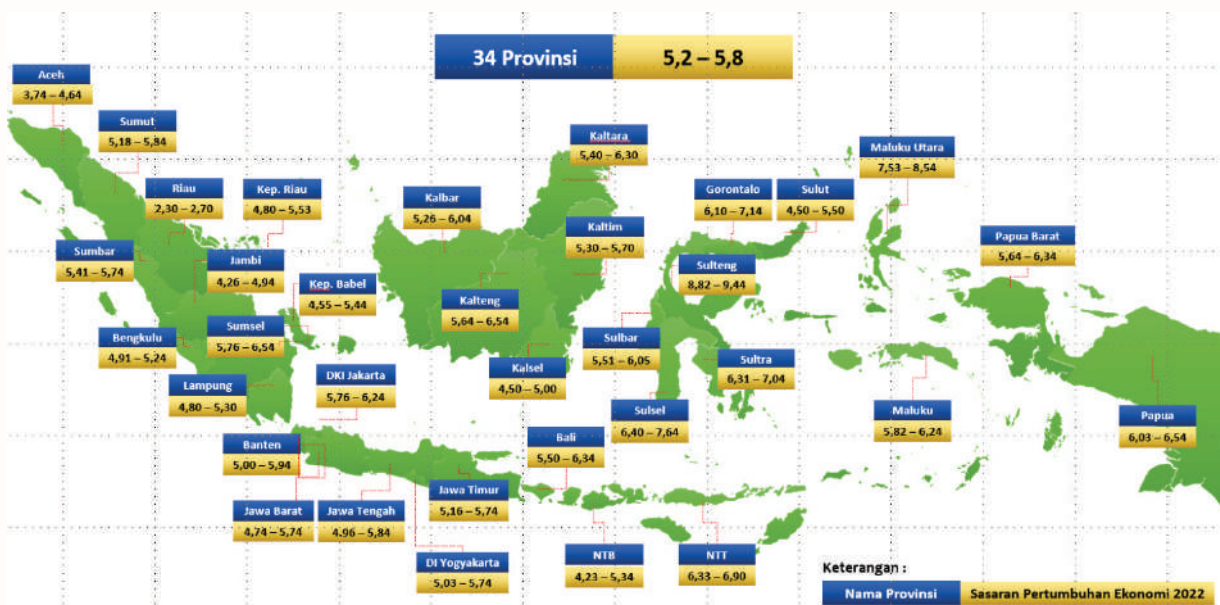 34 Provinsi 5,2 – 5,8
Aceh
3,74 – 4,64
Sumut
5,18 – 5,84
Riau
2,30 – 2,70
Kep. Riau
4,80 – 5,53
Sumbar
5,41 – 5,74
Jambi
4,26 – 4,94
Kep. Babel
4,55 – 5,44
Bengkulu
4,91 – 5,24
Sumsel
5,76 – 6,54
Lampung
4,80 – 5,30
DKI Jakarta
5,76 – 6,24
Banten
5,00 – 5,94
Jawa Barat
4,74 – 5,74
Jawa Tengah
4.96 – 5,84
DI Yogyakarta
5,03 – 5,74
Jawa Timur
5,16 – 5,74
Bali
5,50 – 6,34
NTB
4,23 – 5,34
NTT
6,33 – 6,90
Kalbar
5,26 – 6,04
Kaltara
5,40 – 6,30
Kaltim
5,30 – 5,70
Kalteng
5,64 – 6,54
Kalsel
4,50 – 5,00
Gorontalo
6,10 – 7,14
Sulut
4,50 – 5,50
Sulteng
8,82 – 9,44
Sulbar
5,51 – 6,05
Sultra
6,31 – 7,04
Sulsel
6,40 – 7,64
Maluku Utara
7,53 – 8,54
Papua Barat
5,64 – 6,34
Maluku
5,82 – 6,24
Papua
6,03 – 6,54
Keterangan :
Nama Provinsi Sasaran Pertumbuhan Ekonomi 2022